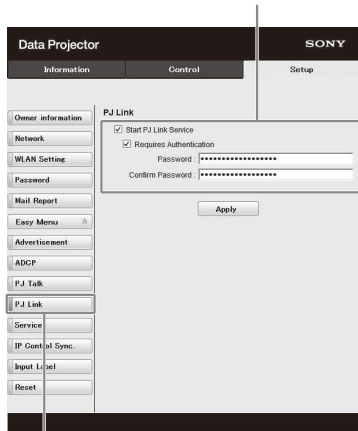 Data Projector
SONY
Information
Control
Setup
Owner information
Network
WLAN Setting
Password
Mail Report
Easy Menu
Advertisement
ADCP
PJ Talk
PJ Link
Service
IP Control Sync.
Input Label
Reset
PJ Link
Start PJ Link Service
Requires Authentication
Password : ••••••••••••••••••
Confirm Password : ••••••••••••••••••
Apply